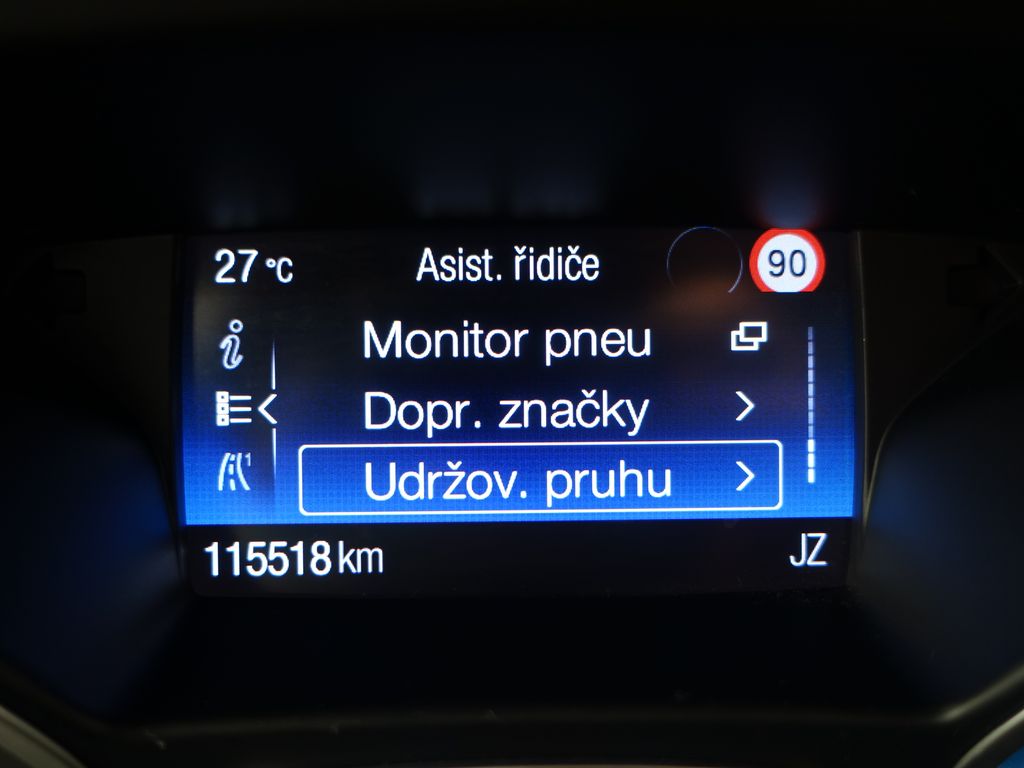 27 °C Asist. řidiče 90
Monitor pneu
Dopr. značky
Udržov. pruhu
115518 km JZ